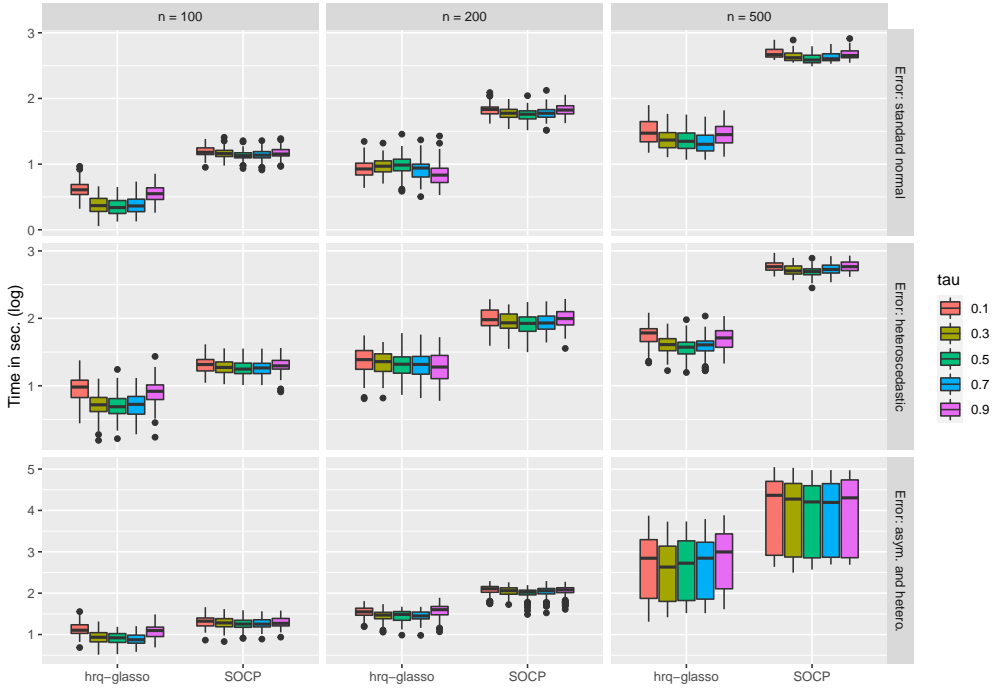 n = 100
n = 200
n = 500
Time in sec. (log)
3
2
1
0
Error: standard normal
3
2
1
Error: heteroscedastic
5
4
3
2
1
Error: asym. and hetero.
hrq−glasso
SOCP
hrq−glasso
SOCP
hrq−glasso
SOCP
tau
0.1
0.3
0.5
0.7
0.9